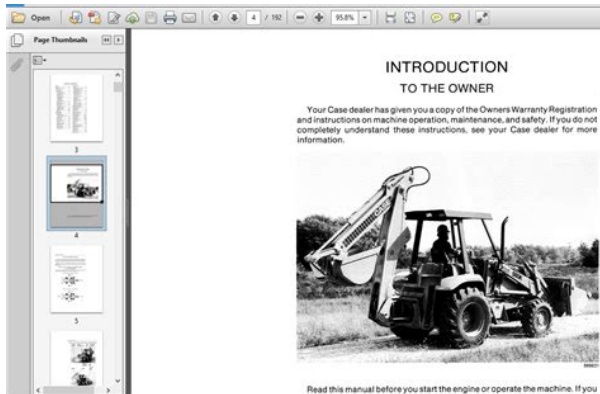 Open
4 / 192
95.8%
Page Thumbnails
3
4
5
INTRODUCTION
TO THE OWNER
Your Case dealer has given you a copy of the Owners Warranty Registration
and instructions on machine operation, maintenance, and safety. If you do not
completely understand these instructions, see your Case dealer for more
information.
CASE
Read this manual before you start the engine or operate the machine. If you